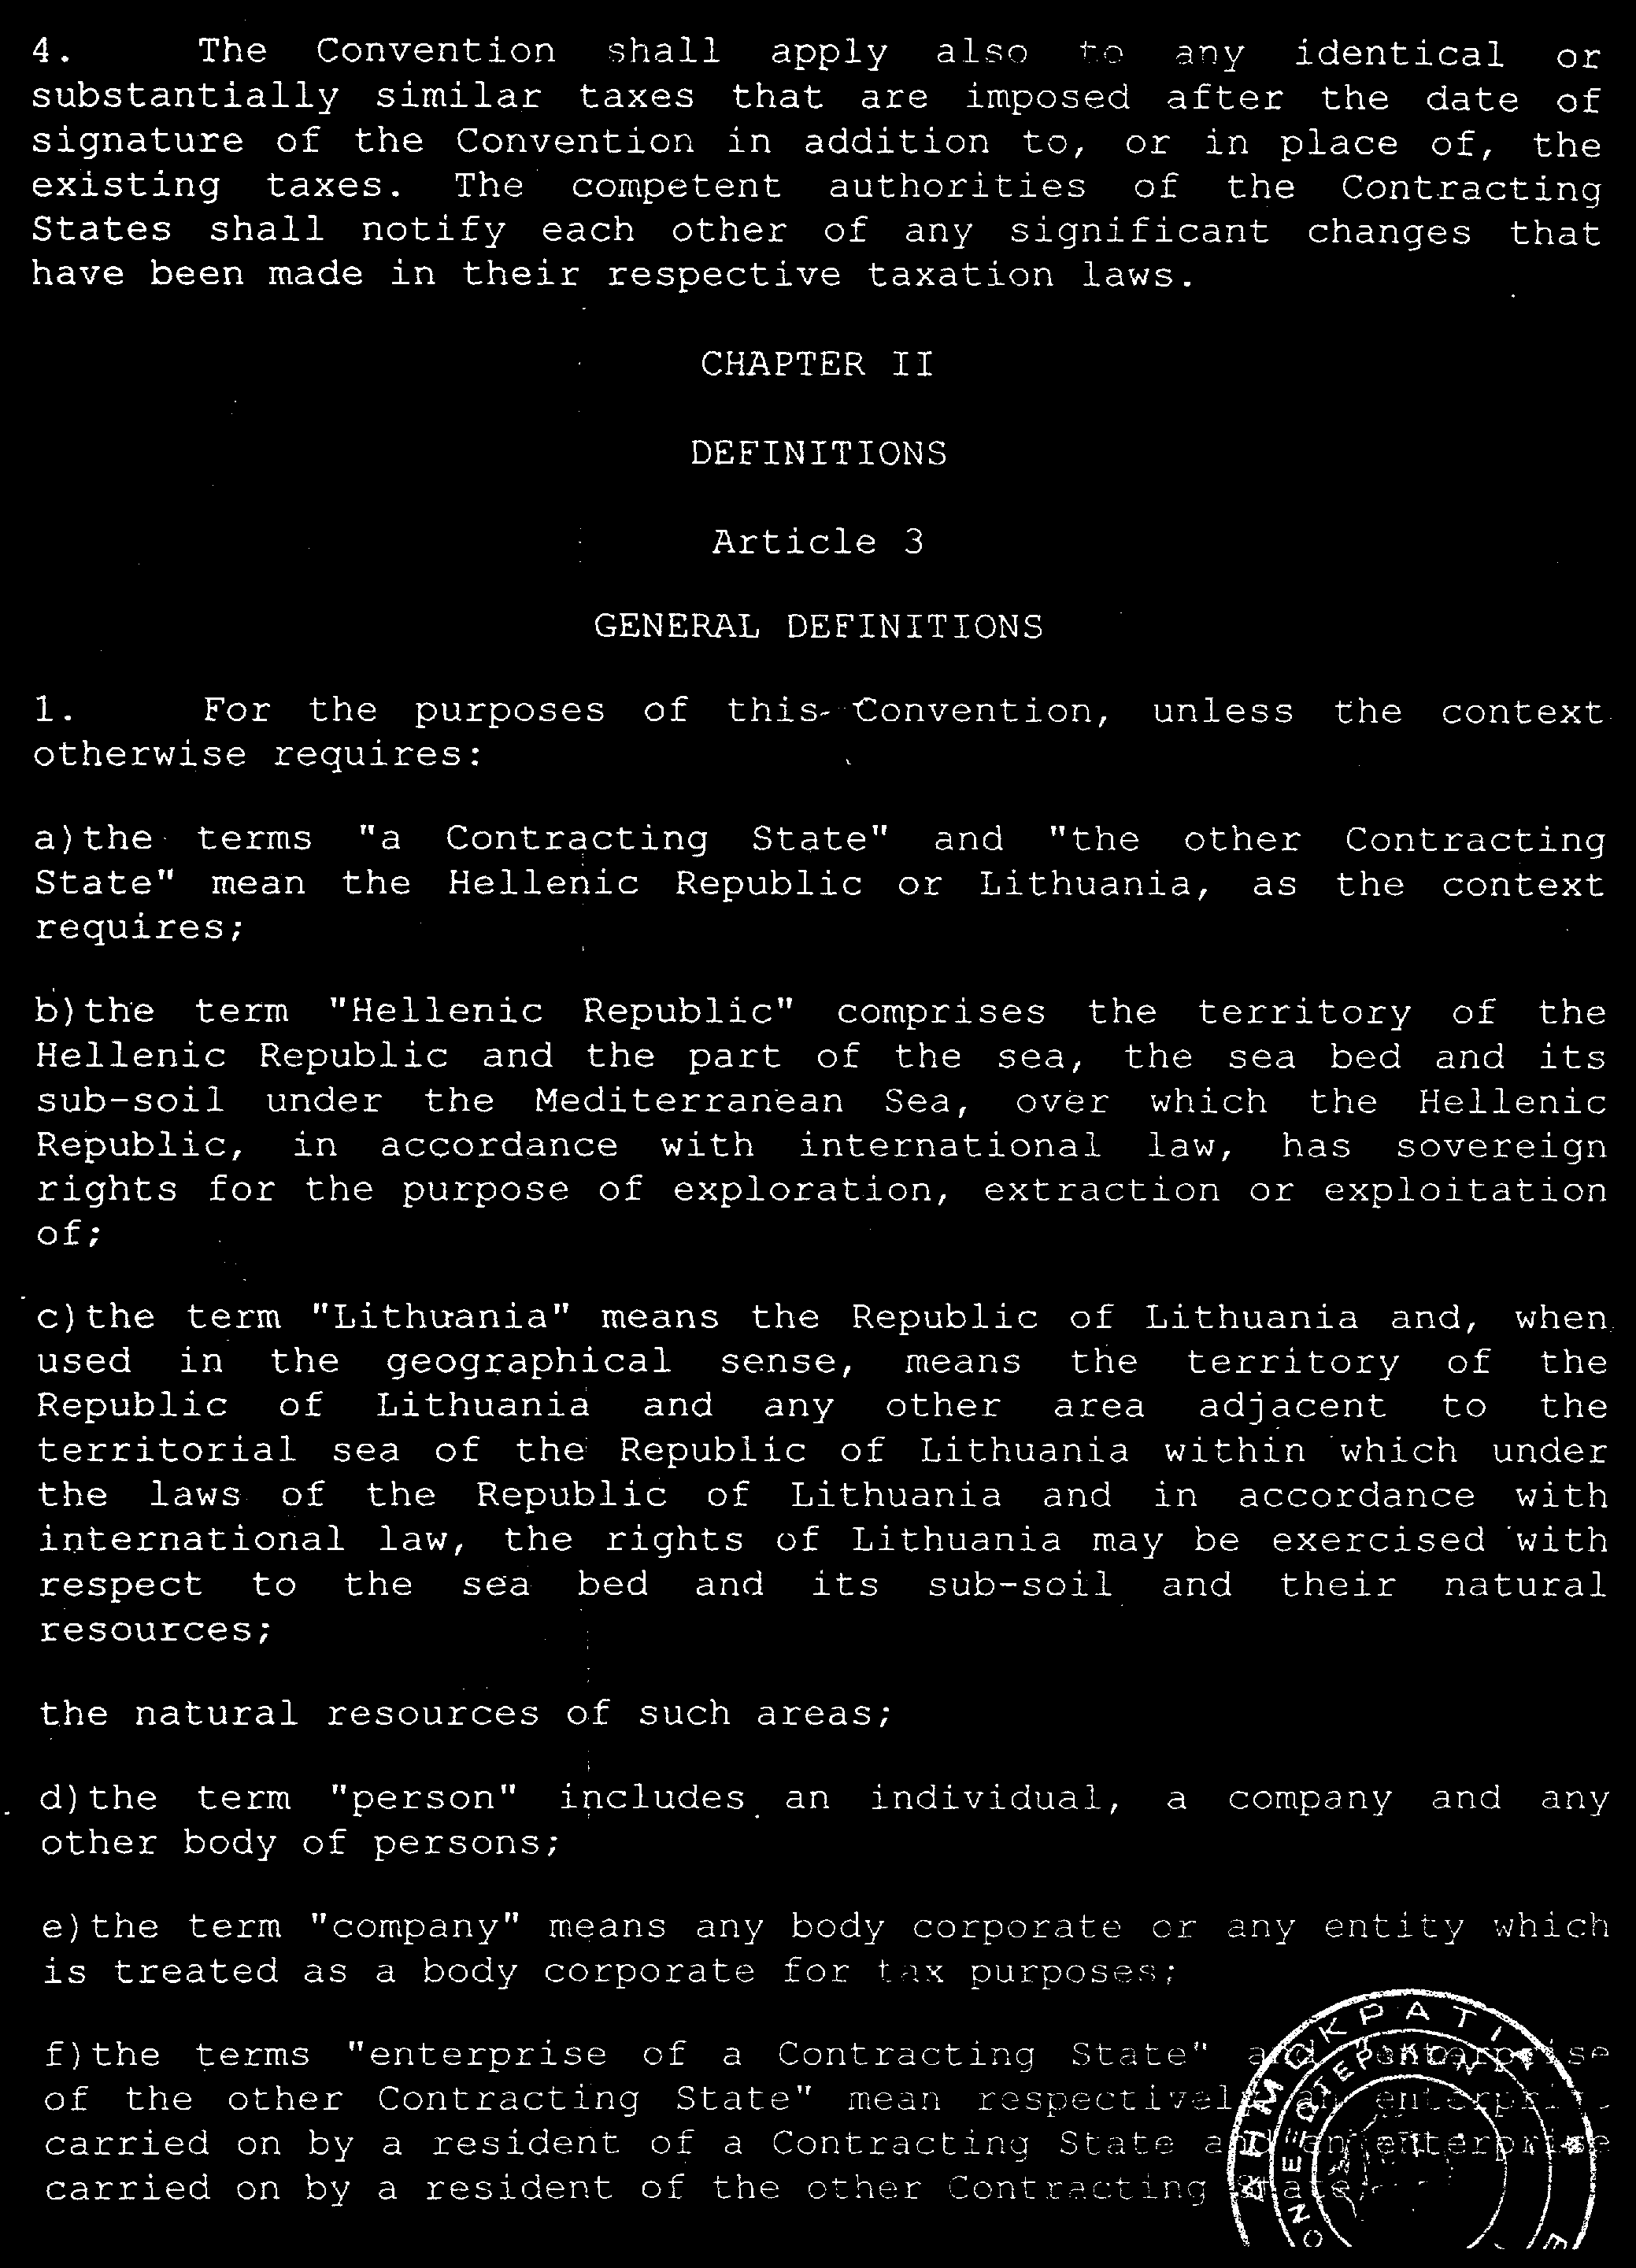 4. The Convention shall apply also to any identical or
substantially similar taxes that are imposed after the date of
signature of the Convention in addition to, or in place of, the
existing taxes. The competent authorities of the Contracting
States shall notify each other of any significant changes that
have been made in their respective taxation laws.
CHAPTER II
DEFINITIONS
Article 3
GENERAL DEFINITIONS
1. For the purposes of this Convention, unless the context
otherwise requires:
a)the terms "a Contracting State" and "the other Contracting
State" mean the Hellenic Republic or Lithuania, as the context
requires;
b)the term "Hellenic Republic" comprises the territory of the
Hellenic Republic and the part of the sea, the sea bed and its
sub-soil under the Mediterranean Sea, over which the Hellenic
Republic, in accordance with international law, has sovereign
rights for the purpose of exploration, extraction or exploitation
of;
c)the term "Lithuania" means the Republic of Lithuania and, when
used in the geographical sense, means the territory of the
Republic of Lithuania and any other area adjacent to the
territorial sea of the Republic of Lithuania within which under
the laws of the Republic of Lithuania and in accordance with
international law, the rights of Lithuania may be exercised with
respect to the sea bed and its sub-soil and their natural
resources;
the natural resources of such areas;
d)the term "person" includes an individual, a company and any
other body of persons;
e)the term "company" means any body corporate or any entity which
is treated as a body corporate for tax purposes;
f)the terms "enterprise of a Contracting State" and "enterprise
of the other Contracting State" mean respectively an enterprise
carried on by a resident of a Contracting State and an enterprise
carried on by a resident of the other Contracting State;